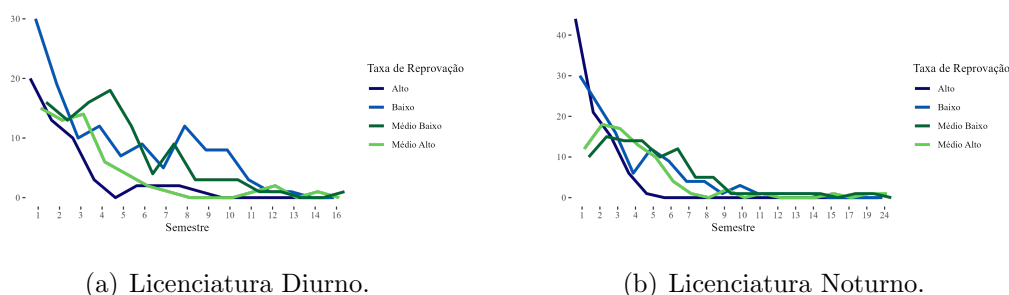 30
20
10
0
1 2 3 4 5 6 7 8 9 10 11 12 13 14 16
Semestre
Taxa de Reprovação
Alto
Baixo
Médio Baixo
Médio Alto
(a) Licenciatura Diurno.
40
30
20
10
0
1 2 3 4 5 6 7 8 9 10 11 12 13 14 15 17 19 24
Semestre
Taxa de Reprovação
Alto
Baixo
Médio Baixo
Médio Alto
(b) Licenciatura Noturno.